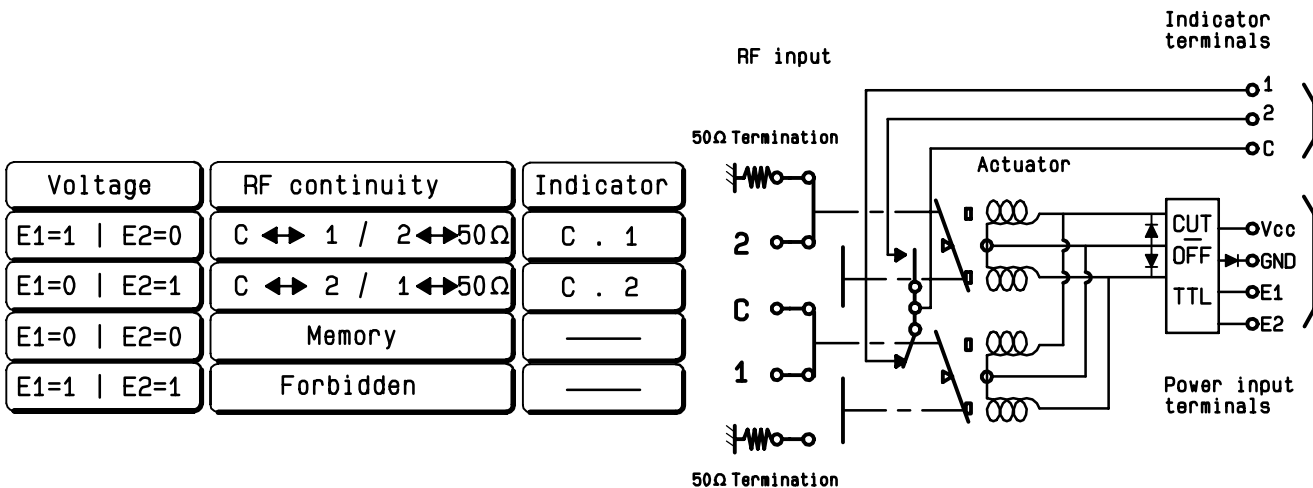 Voltage | RF continuity | Indicator
E1=1 | E2=0 C ↔ 1 / 2 ↔ 50Ω C . 1
E1=0 | E2=1 C ↔ 2 / 1 ↔ 50Ω C . 2
E1=0 | E2=0 Memory ———
E1=1 | E2=1 Forbidden ———
Indicator
terminals
RF input
1
2
C
50Ω Termination
Actuator
2
C
1
50Ω Termination
CUT
OFF
TTL
Vcc
GND
E1
E2
Power input
terminals